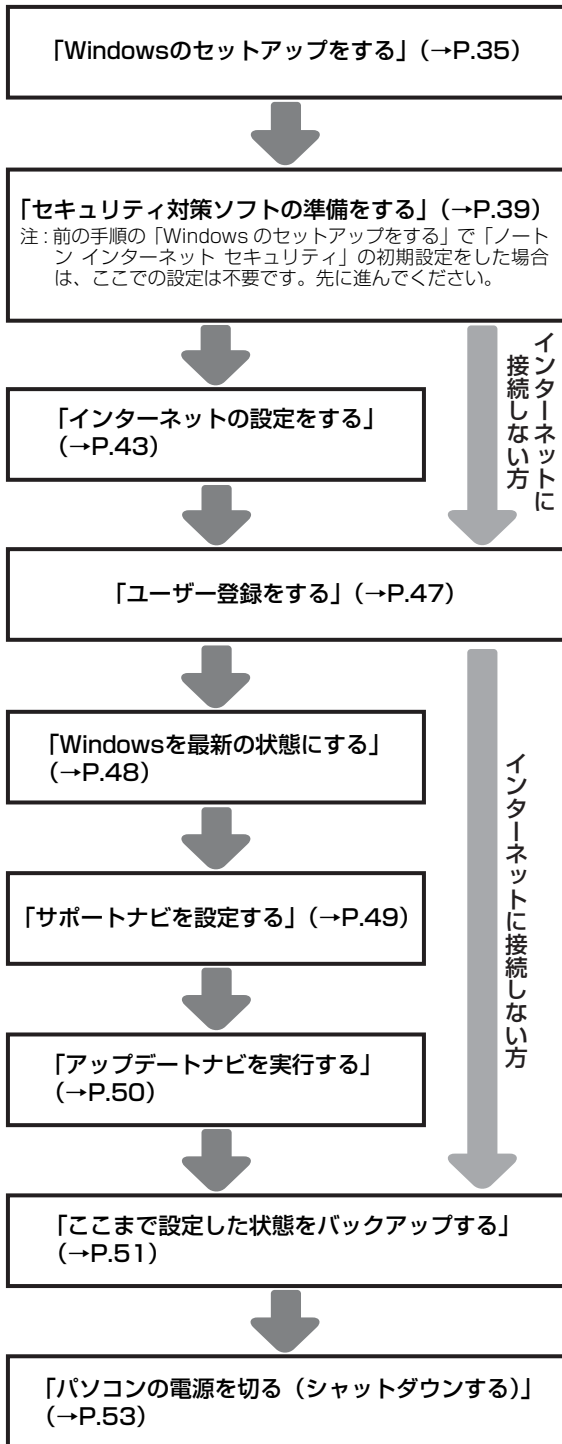 「Windowsのセットアップをする」（→P.35）
「セキュリティ対策ソフトの準備をする」（→P.39）
注：前の手順の「Windows のセットアップをする」で「ノート
ン インターネット セキュリティ」の初期設定をした場合
は、ここでの設定は不要です。先に進んでください。
インターネットに
接続しない方
「インターネットの設定をする」
（→P.43）
「ユーザー登録をする」（→P.47）
「Windowsを最新の状態にする」
（→P.48）
インターネットに接続しない方
「サポートナビを設定する」（→P.49）
「アップデートナビを実行する」
（→P.50）
「ここまで設定した状態をバックアップする」
（→P.51）
「パソコンの電源を切る（シャットダウンする）」
（→P.53）